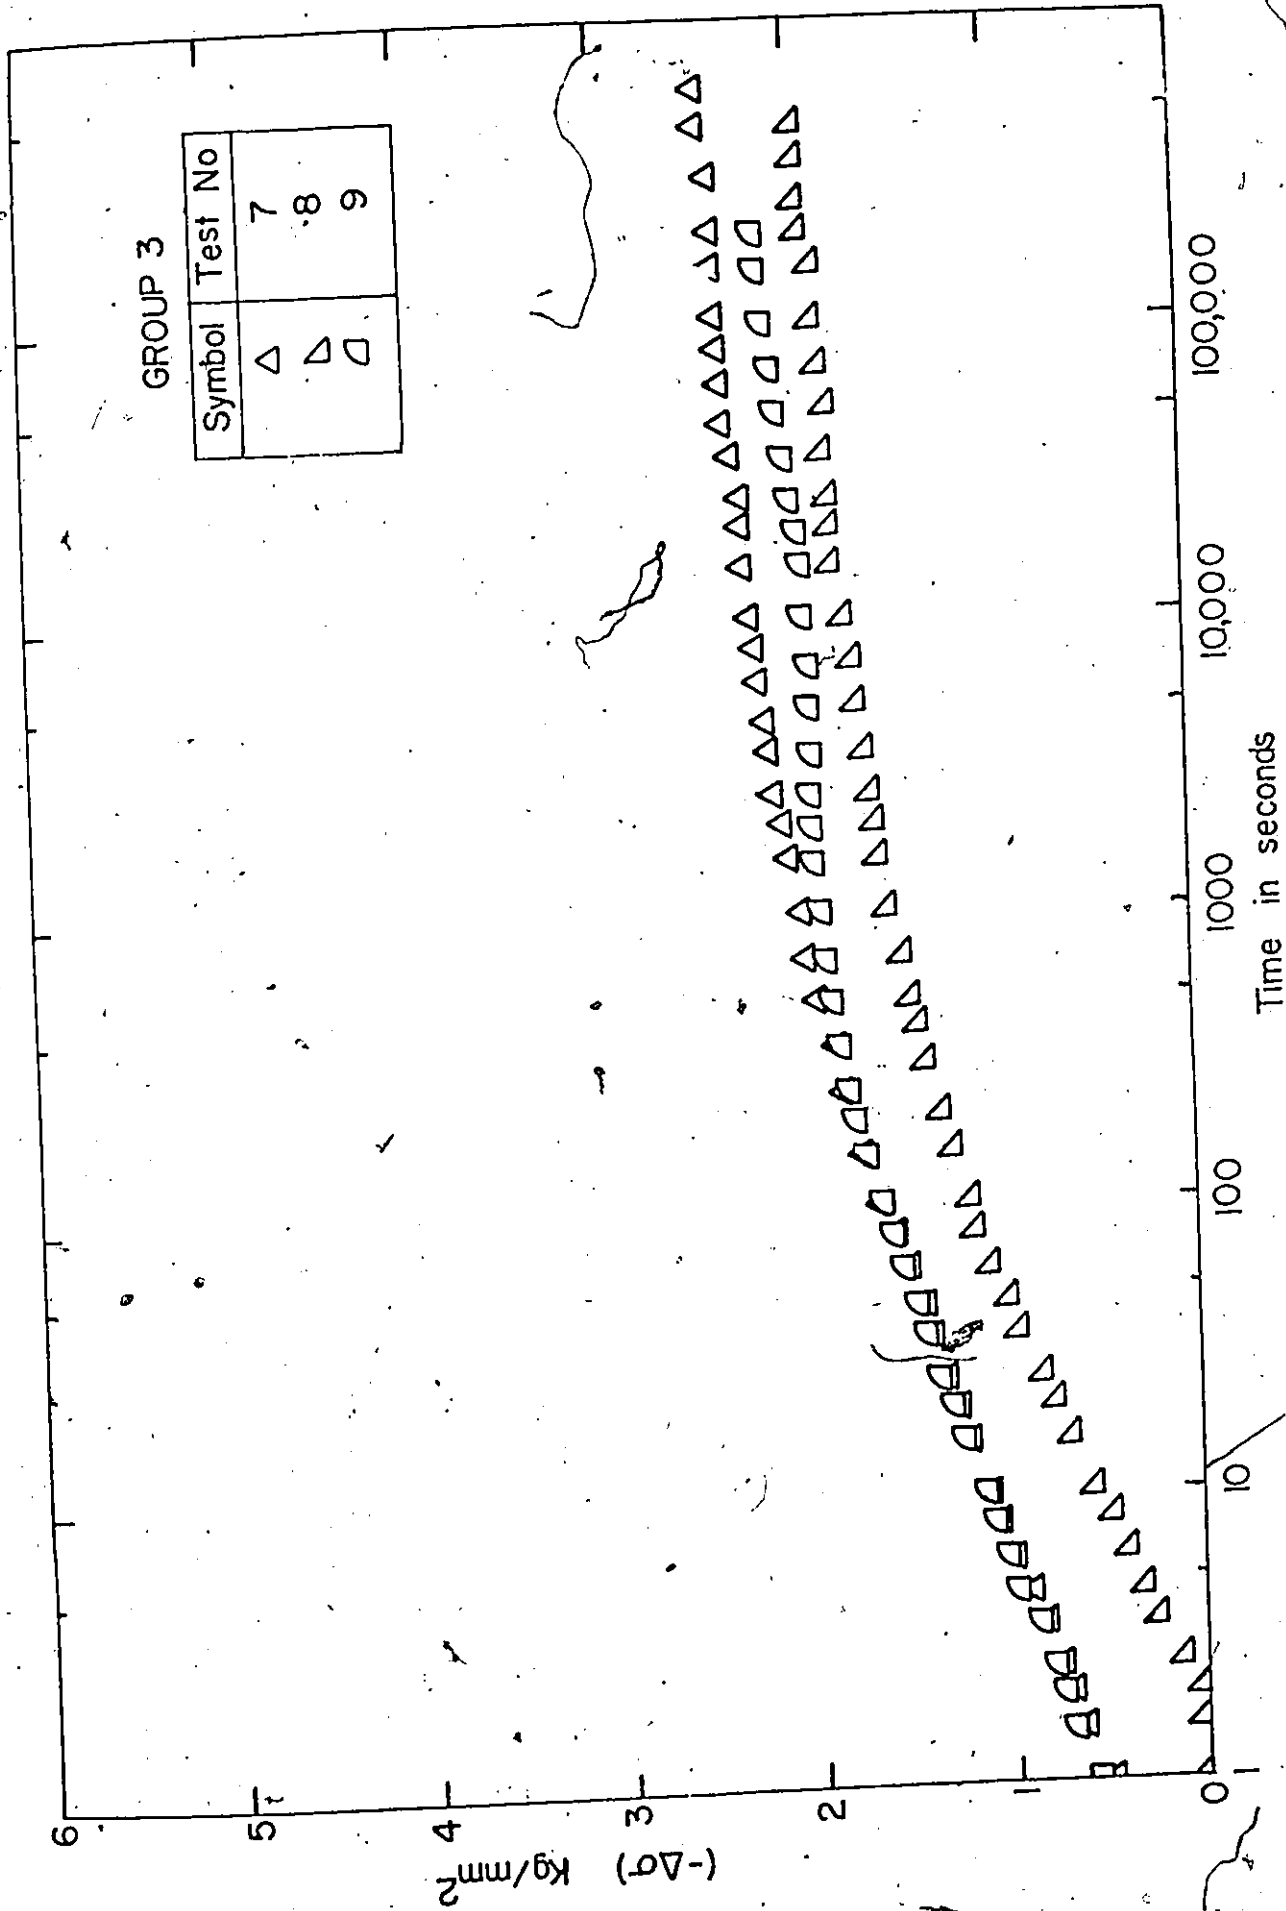 GROUP 3
Symbol Test No
△ 7
8
9
(-Δσ) Kg/mm²
6
5
4
3
2
1
0
1 10 100 1000 10,000 100,000
Time in seconds